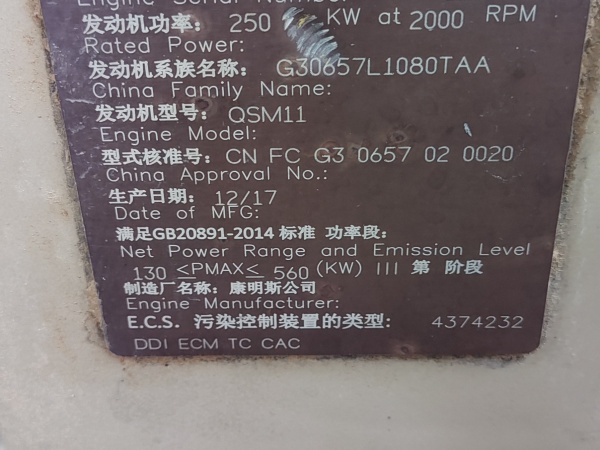 Engine Serial Number:
发动机功率: 250 KW at 2000 RPM
Rated Power:
发动机系族名称: G30657L1080TAA
China Family Name:
发动机型号: QSM11
Engine Model:
型式核准号: CN FC G3 0657 02 0020
China Approval No.:
生产日期: 12/17
Date of MFG:
满足GB20891-2014 标准 功率段:
Net Power Range and Emission Level
130 ≤PMAX≤ 560 (KW) III 第 阶段
制造厂名称: 康明斯公司
Engine Manufacturer:
E.C.S. 污染控制装置的类型: 4374232
DDI ECM TC CAC